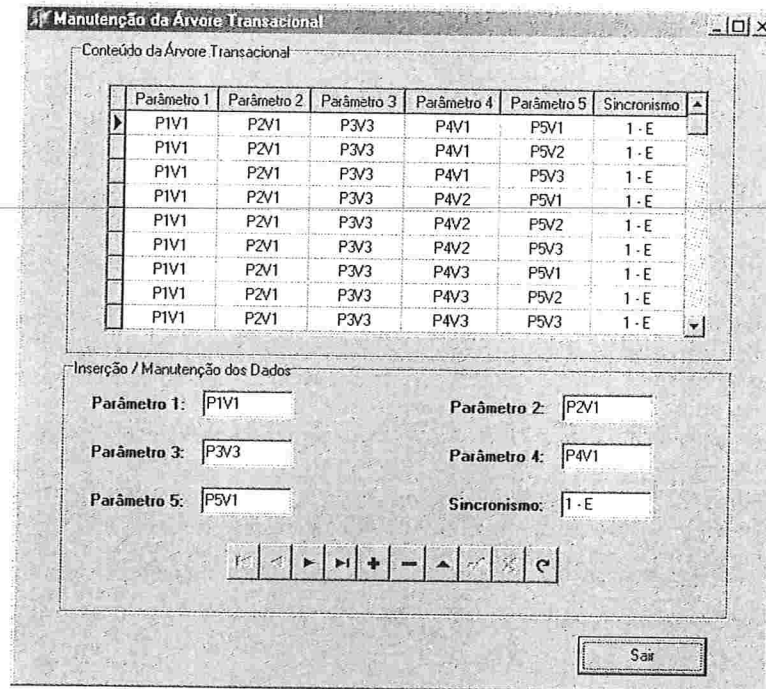 Manutenção da Árvore Transacional
Conteúdo da Árvore Transacional
Parâmetro 1 Parâmetro 2 Parâmetro 3 Parâmetro 4 Parâmetro 5 Sincronismo
P1V1 P2V1 P3V3 P4V1 P5V1 1 - E
P1V1 P2V1 P3V3 P4V1 P5V2 1 - E
P1V1 P2V1 P3V3 P4V1 P5V3 1 - E
P1V1 P2V1 P3V3 P4V2 P5V1 1 - E
P1V1 P2V1 P3V3 P4V2 P5V2 1 - E
P1V1 P2V1 P3V3 P4V2 P5V3 1 - E
P1V1 P2V1 P3V3 P4V3 P5V1 1 - E
P1V1 P2V1 P3V3 P4V3 P5V2 1 - E
P1V1 P2V1 P3V3 P4V3 P5V3 1 - E
Inserção / Manutenção dos Dados
Parâmetro 1: P1V1 Parâmetro 2: P2V1
Parâmetro 3: P3V3 Parâmetro 4: P4V1
Parâmetro 5: P5V1 Sincronismo: 1 - E
Sair